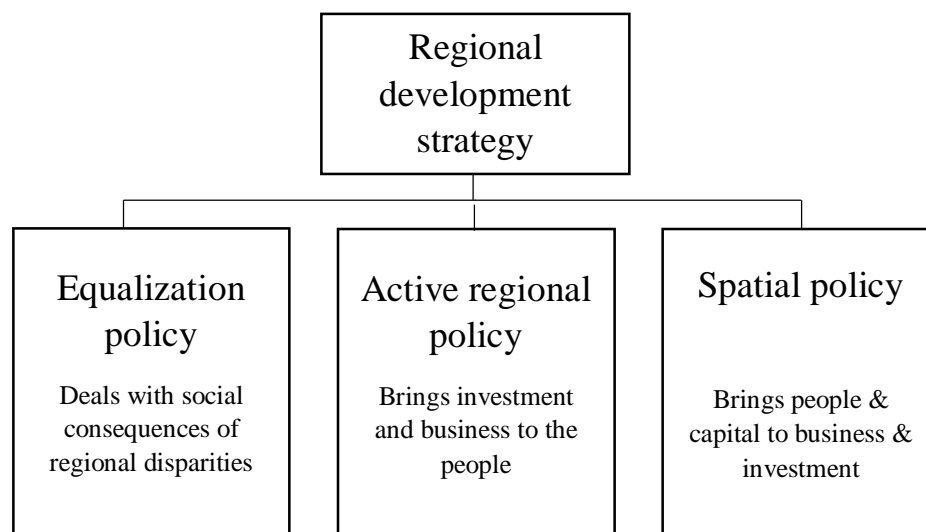 Regional
development
strategy
Equalization
policy
Deals with social
consequences of
regional disparities
Active regional
policy
Brings investment
and business to the
people
Spatial policy
Brings people &
capital to business &
investment